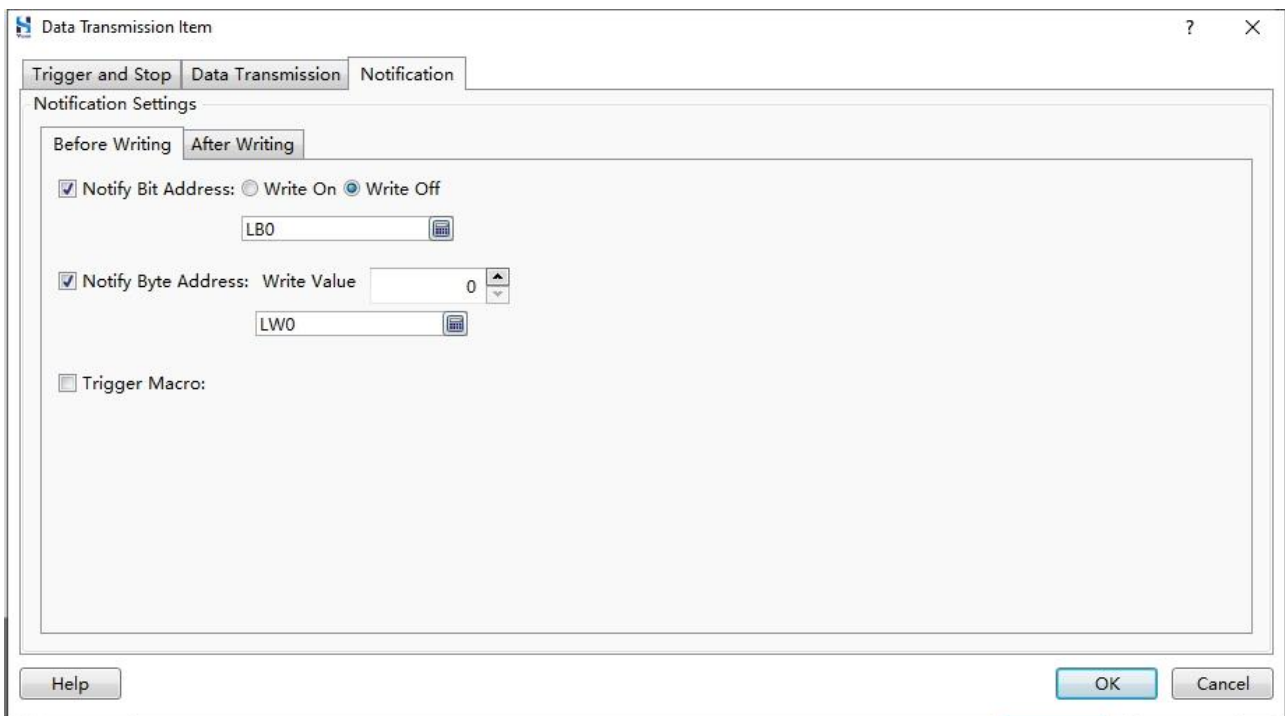 Data Transmission Item
Trigger and Stop Data Transmission Notification
Notification Settings
Before Writing After Writing
Notify Bit Address: Write On Write Off
LB0
Notify Byte Address: Write Value 0
LW0
Trigger Macro:
Help OK Cancel